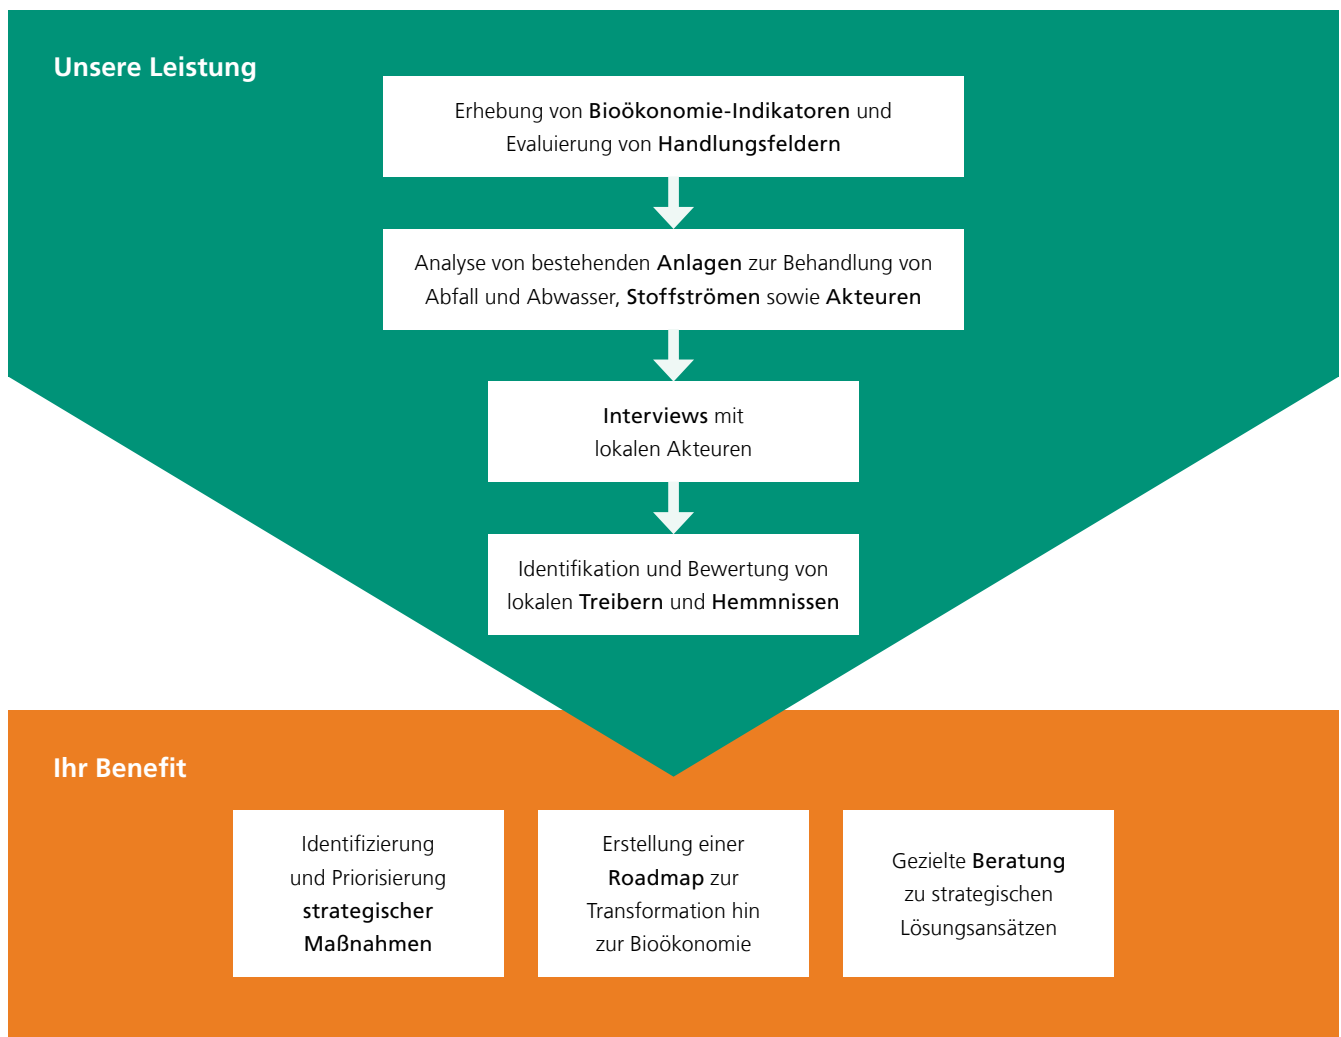 Unsere Leistung
Erhebung von Bioökonomie-Indikatoren und
Evaluierung von Handlungsfeldern
Analyse von bestehenden Anlagen zur Behandlung von
Abfall und Abwasser, Stoffströmen sowie Akteuren
Interviews mit
lokalen Akteuren
Identifikation und Bewertung von
lokalen Treibern und Hemmnissen
Ihr Benefit
Identifizierung
und Priorisierung
strategischer
Maßnahmen
Erstellung einer
Roadmap zur
Transformation hin
zur Bioökonomie
Gezielte Beratung
zu strategischen
Lösungsansätzen